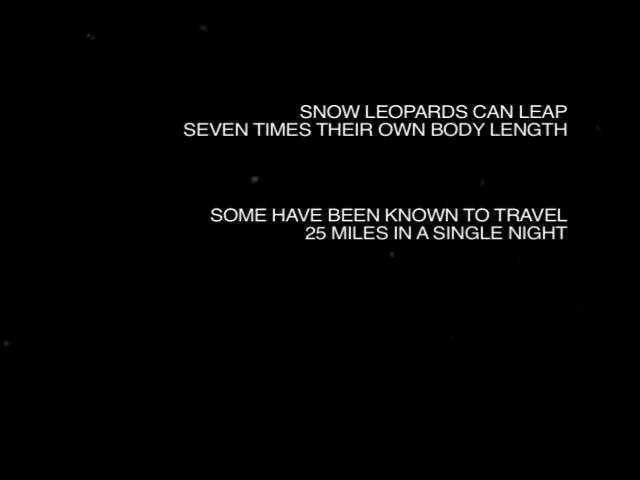 SNOW LEOPARDS CAN LEAP
SEVEN TIMES THEIR OWN BODY LENGTH
SOME HAVE BEEN KNOWN TO TRAVEL
25 MILES IN A SINGLE NIGHT